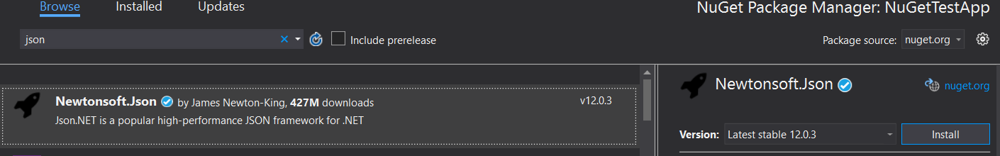 Browse Installed Updates NuGet Package Manager: NuGetTestApp
json Include prerelease Package source: nuget.org
Newtonsoft.Json by James Newton-King, 427M downloads v12.0.3
Json.NET is a popular high-performance JSON framework for .NET
Newtonsoft.Json nuget.org
Version: Latest stable 12.0.3 Install